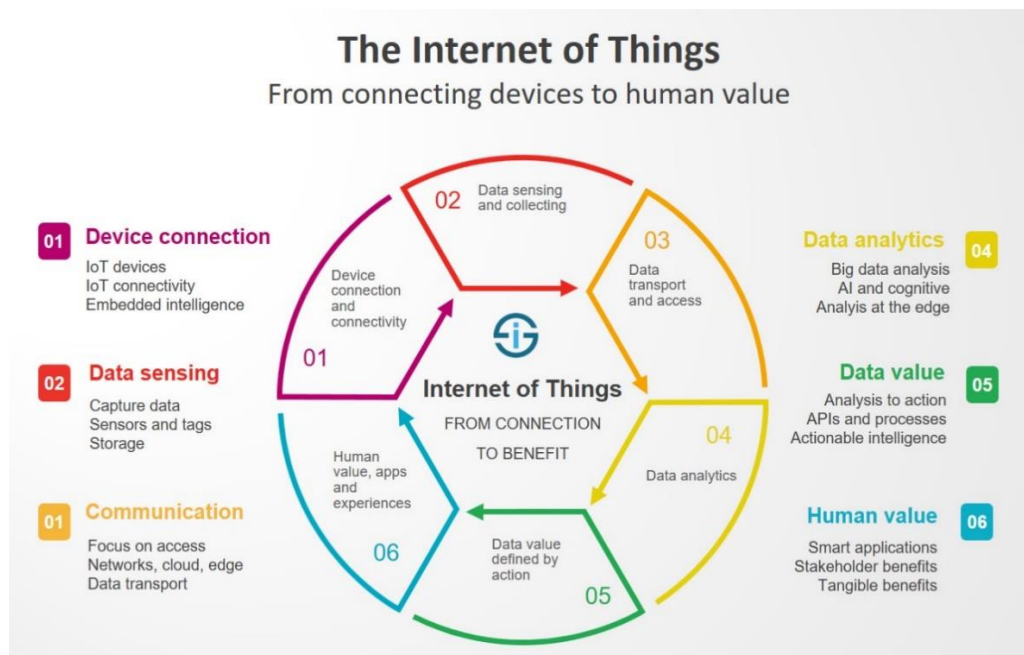 The Internet of Things
From connecting devices to human value
01 Device connection
IoT devices
IoT connectivity
Embedded intelligence
02 Data sensing
Capture data
Sensors and tags
Storage
01 Communication
Focus on access
Networks, cloud, edge
Data transport
02 Data sensing
and collecting
03
Data
transport
and access
Device
connection
and
connectivity
01
Internet of Things
FROM CONNECTION
TO BENEFIT
04
Data analytics
Human
value, apps
and
experiences
06
Data value
defined by
action
05
Data analytics 04
Big data analysis
AI and cognitive
Analyis at the edge
Data value 05
Analysis to action
APIs and processes
Actionable intelligence
Human value 06
Smart applications
Stakeholder benefits
Tangible benefits